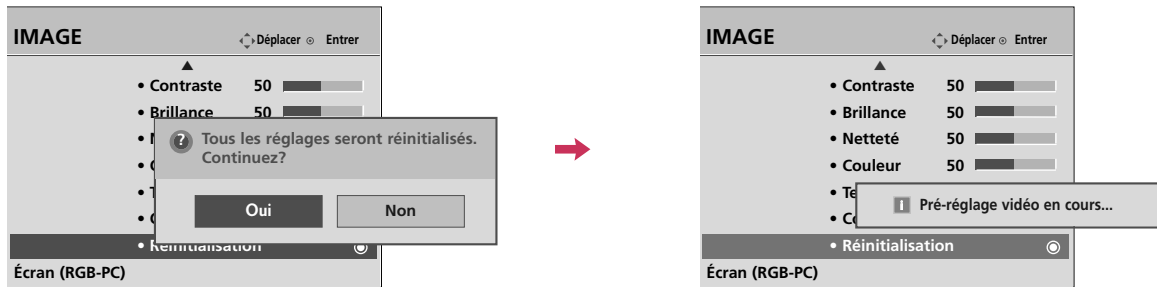 IMAGE
Déplacer Entrer
• Contraste 50
• Brillance 50
Tous les réglages seront réinitialisés.
Continuez?
Oui Non
• Réinitialisation
Écran (RGB-PC)
IMAGE
Déplacer Entrer
• Contraste 50
• Brillance 50
• Netteté 50
• Couleur 50
Pré-réglage vidéo en cours...
• Réinitialisation
Écran (RGB-PC)